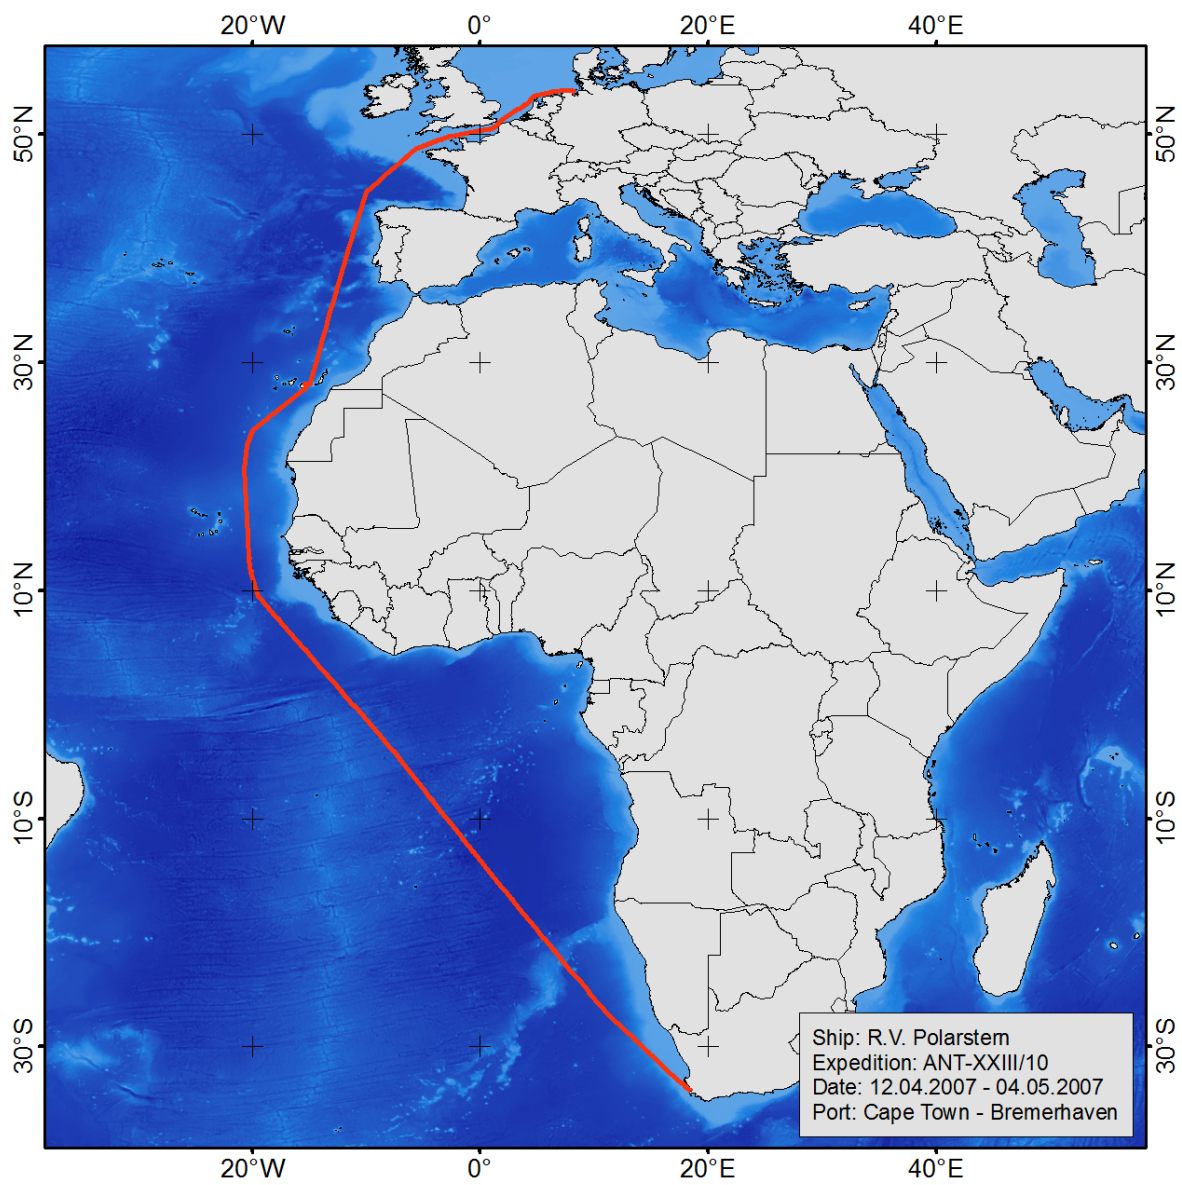 20°W 0° 20°E 40°E
50°N 50°N
30°N 30°N
10°N 10°N
10°S 10°S
30°S 30°S
Ship: R.V. Polarstern
Expedition: ANT-XXIII/10
Date: 12.04.2007 - 04.05.2007
Port: Cape Town - Bremerhaven
20°W 0° 20°E 40°E